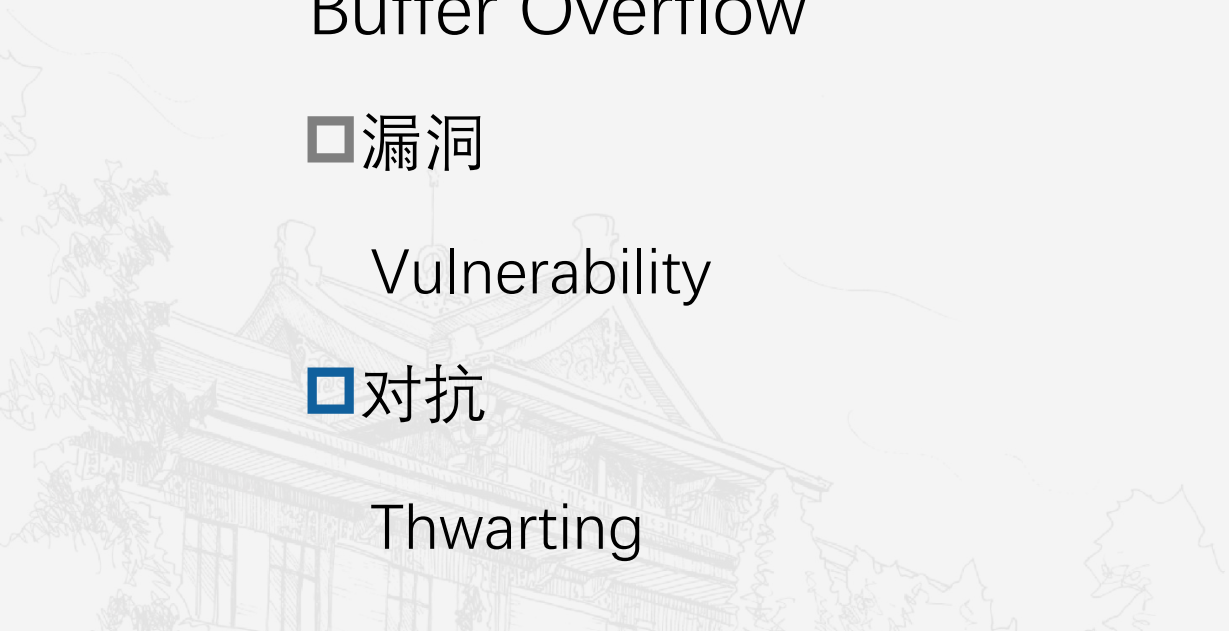 Buffer Overflow
漏洞
Vulnerability
对抗
Thwarting